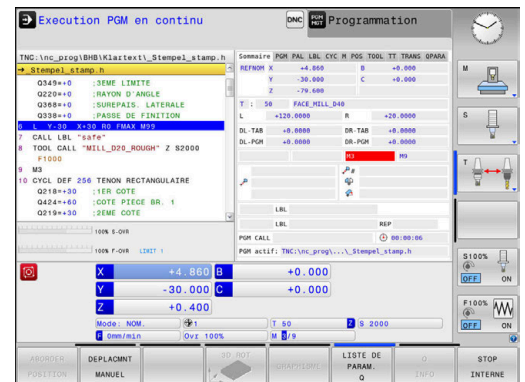 Execution PGM en continu
DNC
PGM MGT
Programmation
TNC:\nc_prog\BHB\Klartext\_Stempel_stamp.h
→_Stempel_stamp.h
Q349=+0 ;3EME LIMITE
Q220=+0 ;RAYON D'ANGLE
Q368=+0 ;SUREPAIS. LATERALE
Q338=+0 ;PASSE DE FINITION
6 L Y-30 X+30 R0 FMAX M99
7 CALL LBL "safe"
8 TOOL CALL "MILL_D20_ROUGH" Z S2000
F1000
9 M3
10 CYCL DEF 256 TENON RECTANGULAIRE
Q218=+30 ;1ER COTE
Q424=+60 ;COTE PIECE BR. 1
Q219=+30 ;2EME COTE
100% S-OVR
100% F-OVR LIMIT 1
Sommaire PGM PAL LBL CYC M POS TOOL TT TRANS QPARA
REFNOM X +4.860 B +0.000
Y -30.000 C +0.000
Z -79.600
T : 50 FACE_MILL_D40
L +120.0000 R +20.0000
DL-TAB +0.0000 DR-TAB +0.0000
DL-PGM +0.0000 DR-PGM +0.0000
M3 M9
LBL
LBL REP
PGM CALL 00:00:06
PGM actif: TNC:\nc_prog\...\_Stempel_stamp.h
X +4.860 B +0.000
Y -30.000 C +0.000
Z +0.400
Mode: NOM. 1 T 50 Z S 2000
F 0mm/min Ovr 100% M 5/9
M
S
T
S100%
OFF ON
F100%
OFF ON
ABORDER POSITION
DEPLACMNT MANUEL
3D ROT
GRAPHISME
LISTE DE PARAM. Q
Q INFO
STOP INTERNE